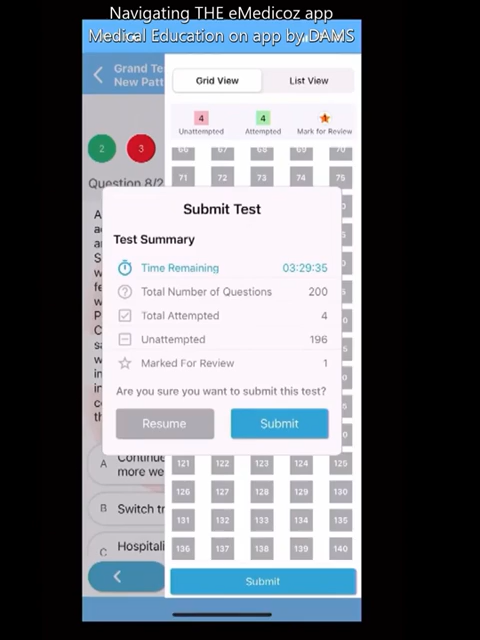 Navigating THE eMedicoz app
Medical Education on app by DAMS
Grand Te
New Patt
Grid View
List View
4
4
1
Unattempted
Attempted
Mark for Review
2
3
66
67
68
69
70
71
72
73
74
75
Question 8/2
Submit Test
Test Summary
Time Remaining 03:29:35
Total Number of Questions 200
Total Attempted 4
Unattempted 196
Marked For Review 1
Are you sure you want to submit this test?
Resume
Submit
A Continue
more we
121 122 123 124 125
126 127 128 129 130
B Switch tr
131 132 133 134 135
C Hospitali
136 137 138 139 140
Submit